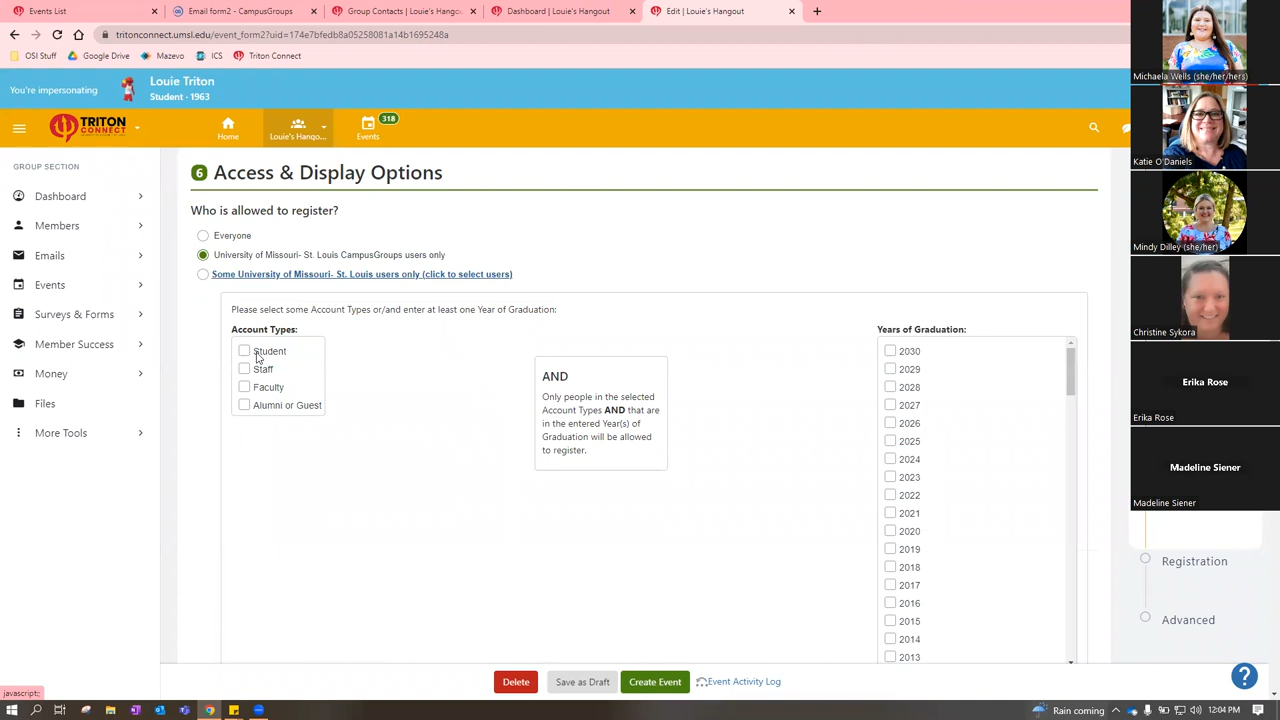 Events List
Email form2 - CampusGroups
Group Contacts | Louie's Hango
Dashboard | Louie's Hangout
Edit | Louie's Hangout
tritonconnect.umsl.edu/event_form2?uid=174e7bfedb8a05258081a14b1695248a
OSI Stuff
Google Drive
Mazevo
ICS
Triton Connect
You're impersonating
Louie Triton
Student · 1963
TRITON
CONNECT
Home
Louie's Hango...
Events
318
GROUP SECTION
Dashboard
Members
Emails
Events
Surveys & Forms
Member Success
Money
Files
More Tools
6 Access & Display Options
Who is allowed to register?
Everyone
University of Missouri- St. Louis CampusGroups users only
Some University of Missouri- St. Louis users only (click to select users)
Please select some Account Types or/and enter at least one Year of Graduation:
Account Types:
Student
Staff
Faculty
Alumni or Guest
AND
Only people in the selected
Account Types AND that are
in the entered Year(s) of
Graduation will be allowed
to register.
Years of Graduation:
2030
2029
2028
2027
2026
2025
2024
2023
2022
2021
2020
2019
2018
2017
2016
2015
2014
2013
Registration
Advanced
Delete
Save as Draft
Create Event
Event Activity Log
?
javascript:;
Michaela Wells (she/her/hers)
Katie O'Daniels
Mindy Dilley (she/her)
Christine Sykora
Erika Rose
Erika Rose
Madeline Siener
Madeline Siener
Rain coming
12:04 PM